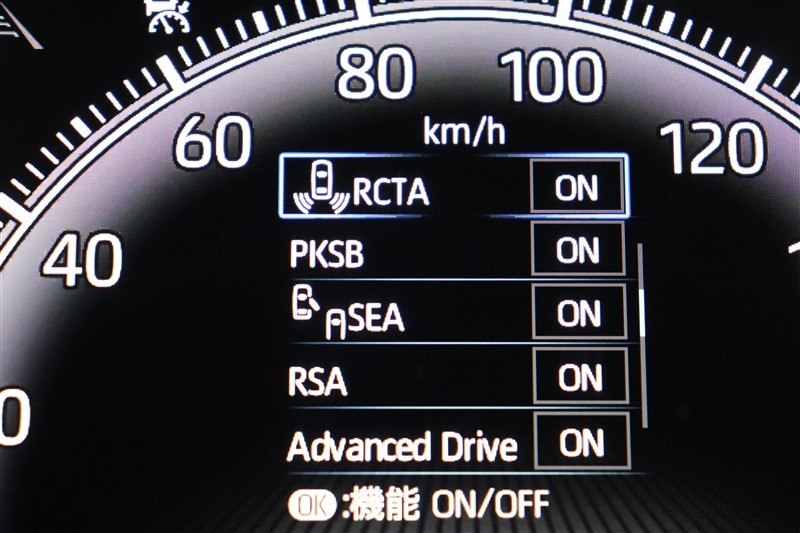 80
100
60
km/h
120
RCTA ON
40
PKSB ON
SEA ON
RSA ON
0
Advanced Drive ON
OK:機能 ON/OFF